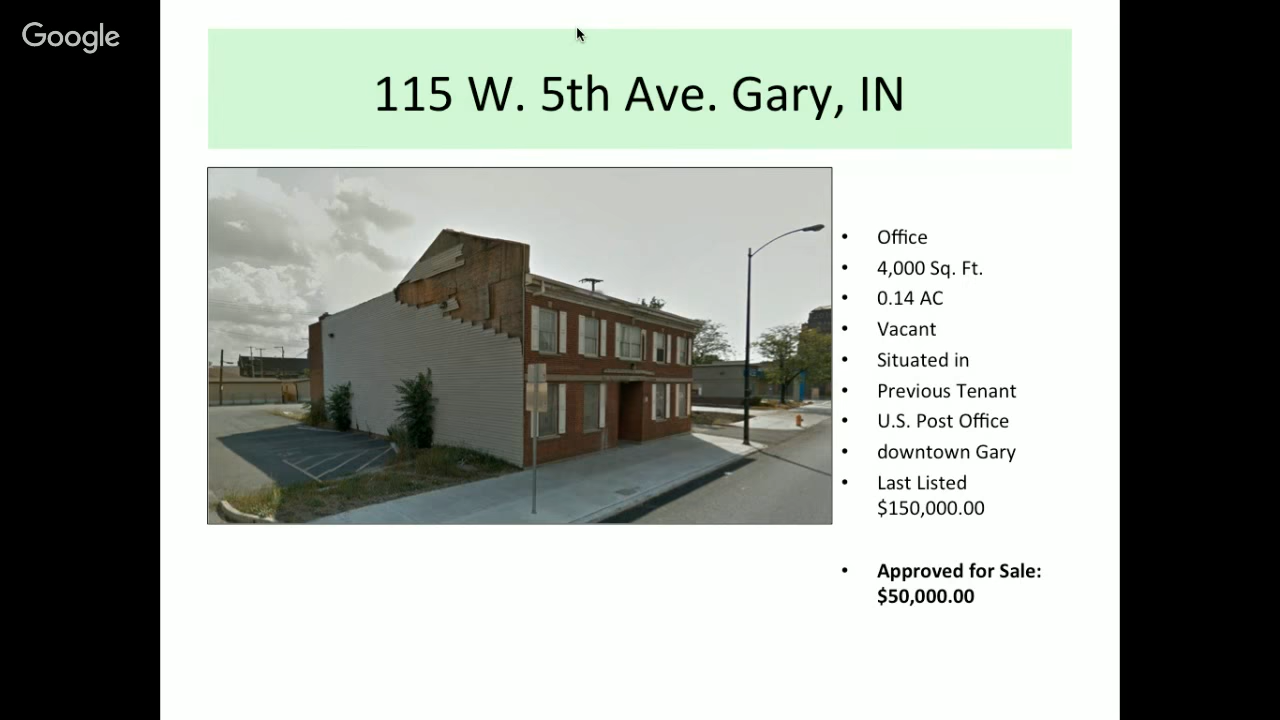 Google
115 W. 5th Ave. Gary, IN
• Office
• 4,000 Sq. Ft.
• 0.14 AC
• Vacant
• Situated in
• Previous Tenant
• U.S. Post Office
• downtown Gary
• Last Listed
$150,000.00
• Approved for Sale:
$50,000.00